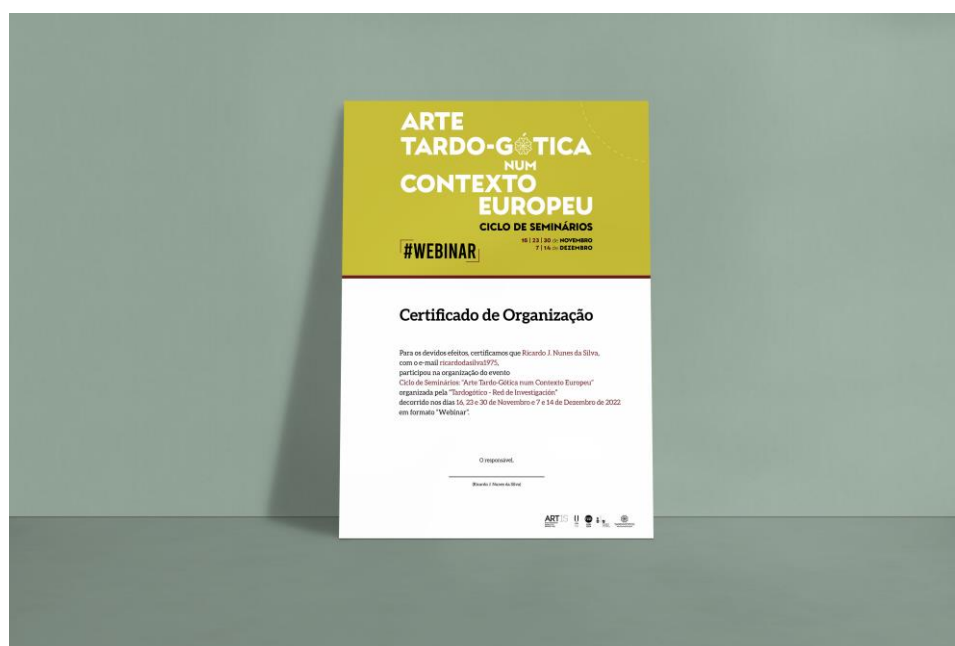 ARTE
TARDO-GÓTICA
NUM
CONTEXTO
EUROPEU
CICLO DE SEMINÁRIOS
16 | 23 | 30 de NOVEMBRO
7 | 14 de DEZEMBRO
[#WEBINAR]
Certificado de Organização
Para os devidos efeitos, certificamos que Ricardo J. Nunes da Silva,
com o e-mail ricardodasilva1975,
participou na organização do evento
Ciclo de Seminários: "Arte Tardo-Gótica num Contexto Europeu"
organizada pela "Tardogótico - Red de Investigación"
decorrido nos dias 16, 23 e 30 de Novembro e 7 e 14 de Dezembro de 2022
em formato "Webinar".
O responsável,
(Ricardo J. Nunes da Silva)
ARTIS